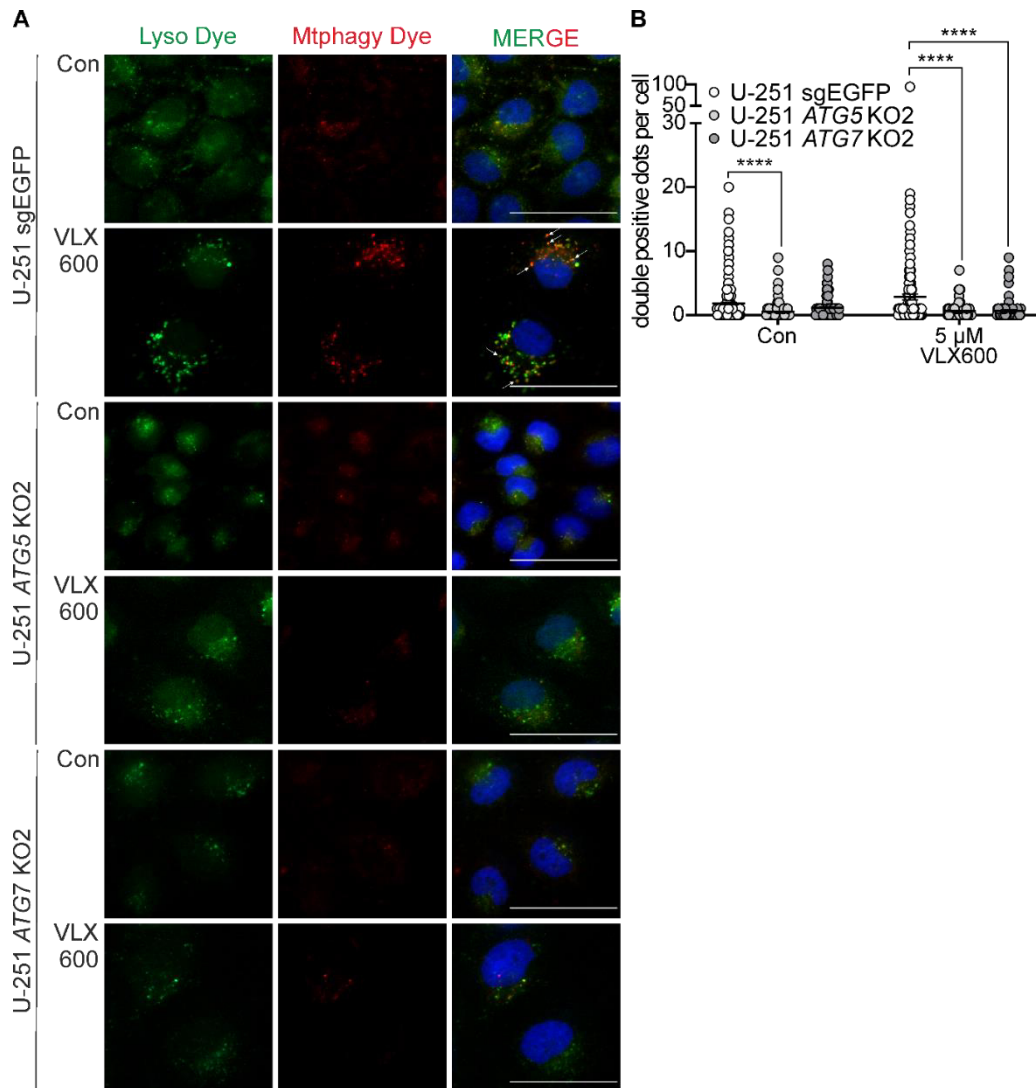 A
Lyso Dye Mtphagy Dye MERGE
U-251 sgEGFP
Con
VLX
600
U-251 ATG5 KO2
Con
VLX
600
U-251 ATG7 KO2
Con
VLX
600
B
double positive dots per cell
100
50
30
20
10
0
U-251 sgEGFP
U-251 ATG5 KO2
U-251 ATG7 KO2
****
****
****
Con
5 µM
VLX600